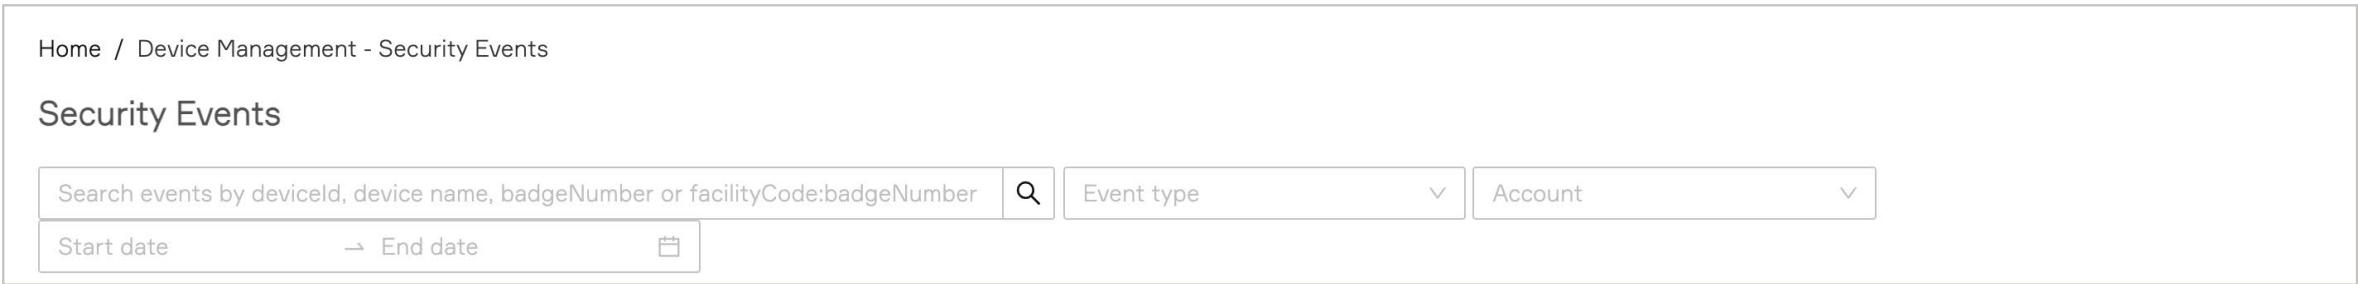 Home / Device Management - Security Events
Security Events
Search events by deviceId, device name, badgeNumber or facilityCode:badgeNumber
Event type
Account
Start date → End date